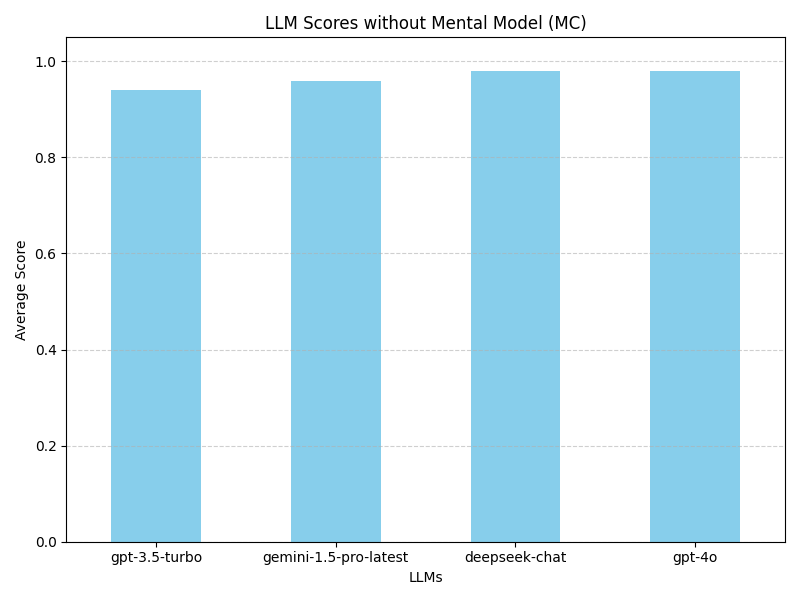 LLM Scores without Mental Model (MC)
1.0
0.8
0.6
0.4
0.2
0.0
Average Score
gpt-3.5-turbo
gemini-1.5-pro-latest
deepseek-chat
gpt-4o
LLMs